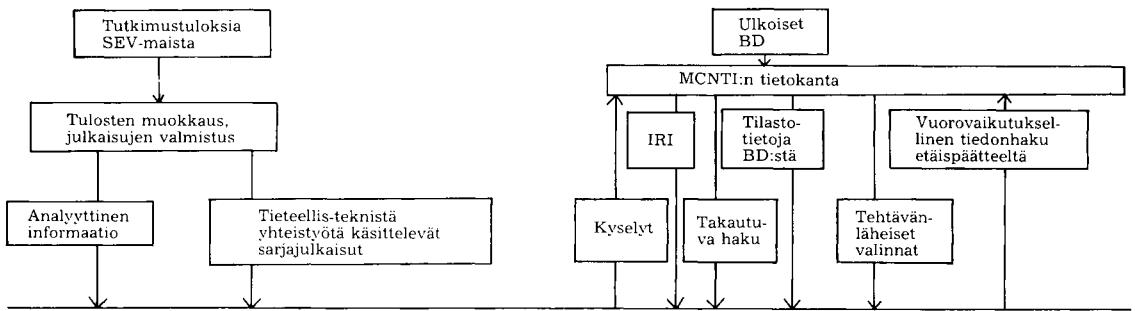 Tutkimustuloksia
SEV-maista
Tulosten muokkaus,
julkaisujen valmistus
Analyyttinen
informaatio
Tieteellis-teknistä
yhteistyötä käsittelevät
sarjajulkaisut
Ulkoiset
BD
MCNTI:n tietokanta
IRI
Tilasto-
tietoja
BD:stä
Vuorovaikutuksel-
linen tiedonhaku
etäispäätteeltä
Kyselyt
Takautu-
va haku
Tehtävän-
läheiset
valinnat